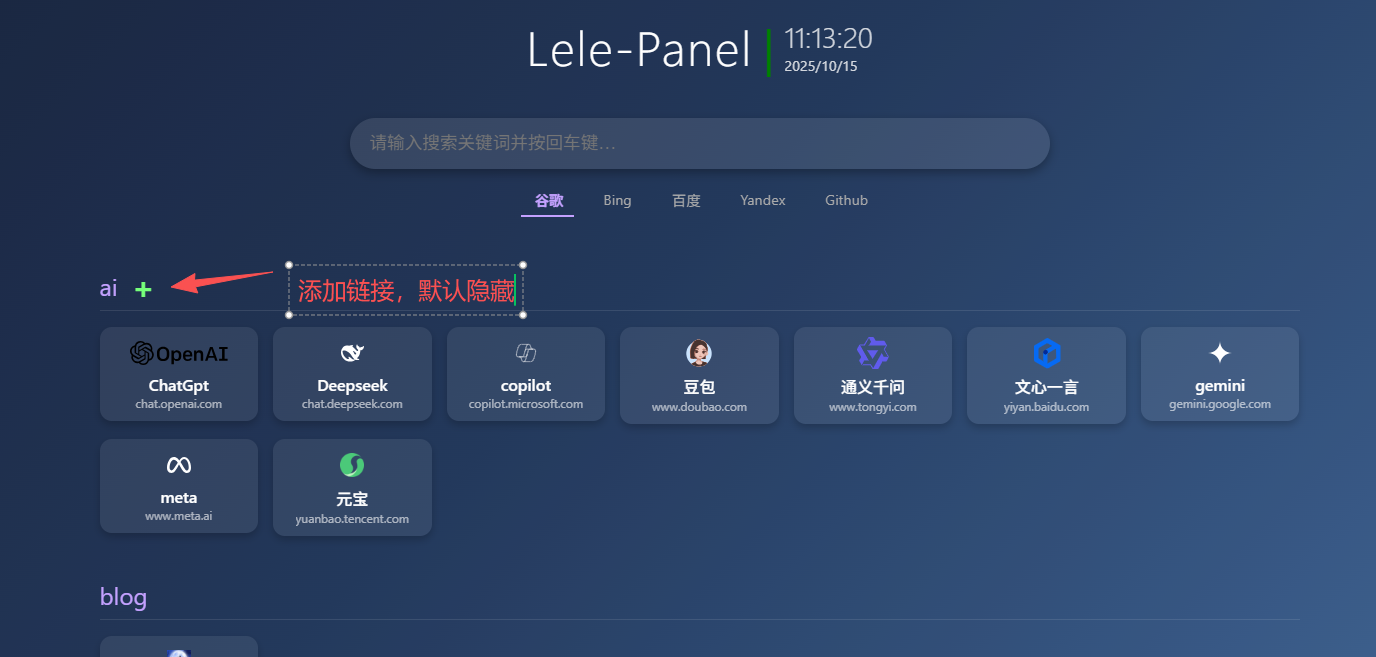 Lele-Panel
11:13:20
2025/10/15
请输入搜索关键词并按回车键...
谷歌 Bing 百度 Yandex Github
ai + 添加链接，默认隐藏
OpenAI
ChatGpt Deepseek copilot 豆包 通义千问 文心一言 gemini
chat.openai.com chat.deepseek.com copilot.microsoft.com www.doubao.com www.tongyi.com yiyan.baidu.com gemini.google.com
meta 元宝
www.meta.ai yuanbao.tencent.com
blog